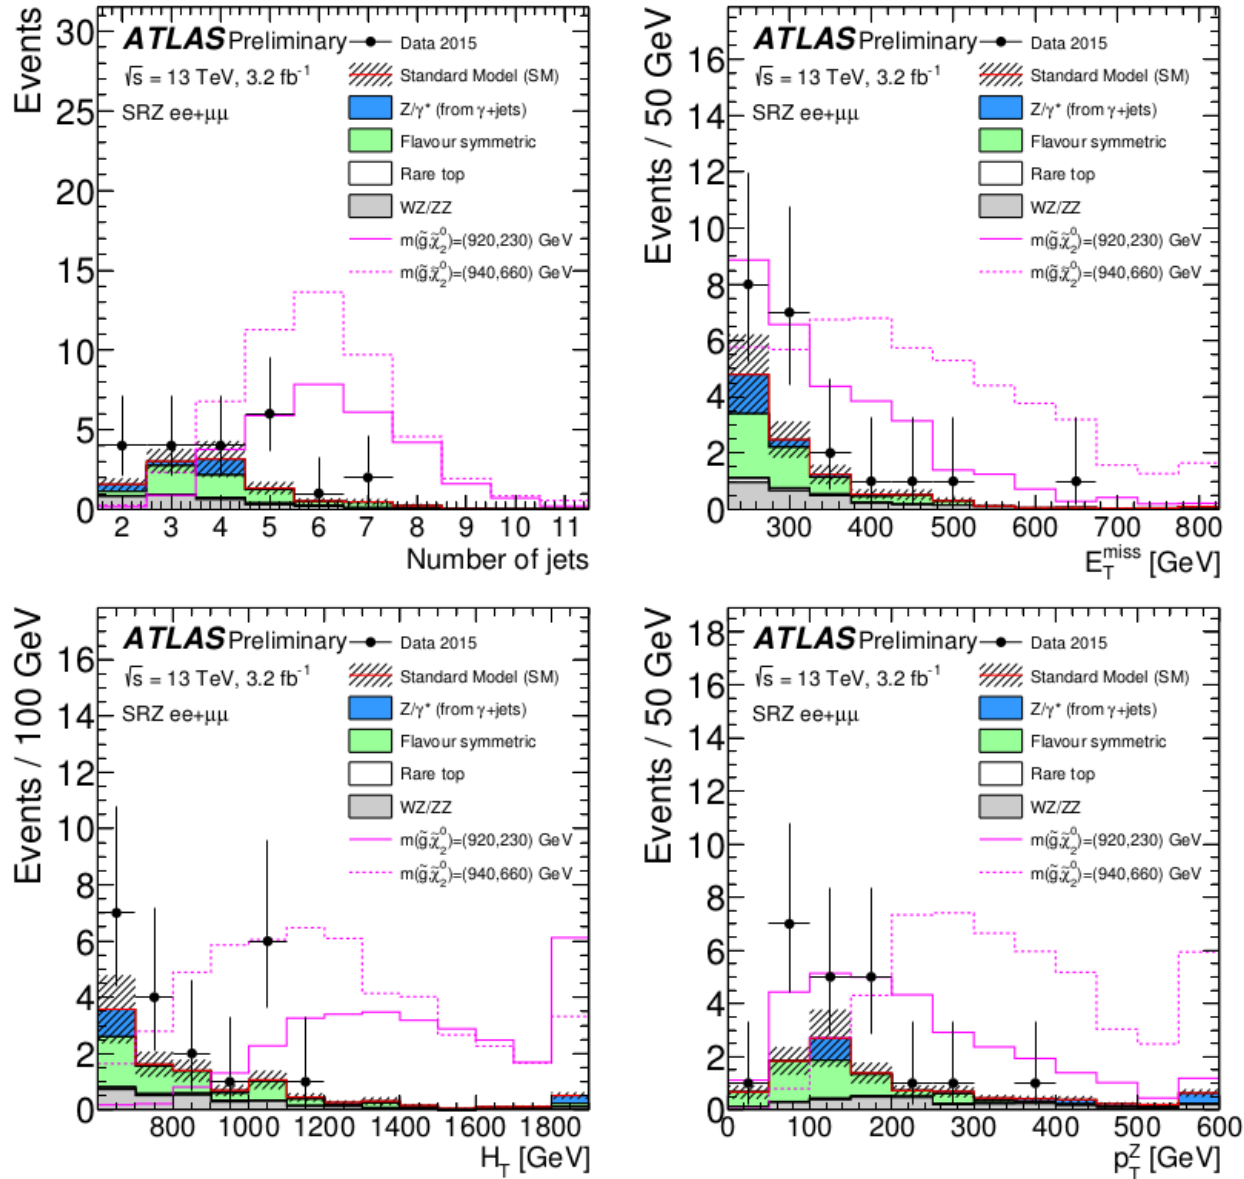 Events
30
25
20
15
10
5
0
ATLAS Preliminary
√s = 13 TeV, 3.2 fb⁻¹
SRZ ee+μμ
Data 2015
Standard Model (SM)
Z/γ* (from γ+jets)
Flavour symmetric
Rare top
WZ/ZZ
m(g̃,χ̃⁰₂)=(920,230) GeV
m(g̃,χ̃⁰₂)=(940,660) GeV
2 3 4 5 6 7 8 9 10 11
Number of jets
Events / 50 GeV
16
14
12
10
8
6
4
2
0
ATLAS Preliminary
√s = 13 TeV, 3.2 fb⁻¹
SRZ ee+μμ
Data 2015
Standard Model (SM)
Z/γ* (from γ+jets)
Flavour symmetric
Rare top
WZ/ZZ
m(g̃,χ̃⁰₂)=(920,230) GeV
m(g̃,χ̃⁰₂)=(940,660) GeV
300 400 500 600 700 800
E_T^miss [GeV]
Events / 100 GeV
16
14
12
10
8
6
4
2
0
ATLAS Preliminary
√s = 13 TeV, 3.2 fb⁻¹
SRZ ee+μμ
Data 2015
Standard Model (SM)
Z/γ* (from γ+jets)
Flavour symmetric
Rare top
WZ/ZZ
m(g̃,χ̃⁰₂)=(920,230) GeV
m(g̃,χ̃⁰₂)=(940,660) GeV
800 1000 1200 1400 1600 1800
H_T [GeV]
Events / 50 GeV
18
16
14
12
10
8
6
4
2
0
ATLAS Preliminary
√s = 13 TeV, 3.2 fb⁻¹
SRZ ee+μμ
Data 2015
Standard Model (SM)
Z/γ* (from γ+jets)
Flavour symmetric
Rare top
WZ/ZZ
m(g̃,χ̃⁰₂)=(920,230) GeV
m(g̃,χ̃⁰₂)=(940,660) GeV
0 100 200 300 400 500 600
p_T^Z [GeV]